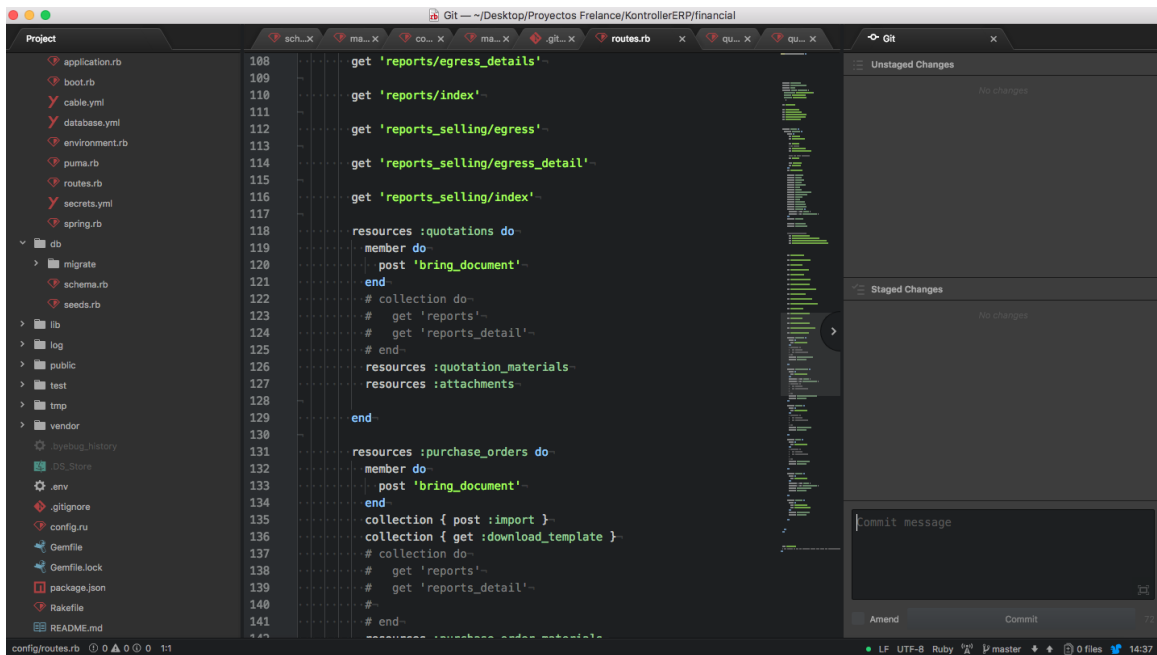 Git — ~/Desktop/Proyectos Frelance/KontrollerERP/financial
Project
sch...x
ma... x
co... x
ma... x
.git... x
routes.rb x
qu... x
qu... x
Git x
application.rb
boot.rb
cable.yml
database.yml
environment.rb
puma.rb
routes.rb
secrets.yml
spring.rb
db
migrate
schema.rb
seeds.rb
lib
log
public
test
tmp
vendor
.byebug_history
.DS_Store
.env
.gitignore
config.ru
Gemfile
Gemfile.lock
package.json
Rakefile
README.md
108 get 'reports/egress_details'
109
110 get 'reports/index'
111
112 get 'reports_selling/egress'
113
114 get 'reports_selling/egress_detail'
115
116 get 'reports_selling/index'
117
118 resources :quotations do
119 member do
120 post 'bring_document'
121 end
122 # collection do
123 #   get 'reports'
124 #   get 'reports_detail'
125 # end
126 resources :quotation_materials
127 resources :attachments
128
129 end
130
131 resources :purchase_orders do
132 member do
133 post 'bring_document'
134 end
135 collection { post :import }
136 collection { get :download_template }
137 # collection do
138 #   get 'reports'
139 #   get 'reports_detail'
140 #
141 # end
Unstaged Changes
No changes
Staged Changes
No changes
Commit message
Amend
Commit
72
config/routes.rb 0 0 0 1:1
LF UTF-8 Ruby master 0 files 14:37